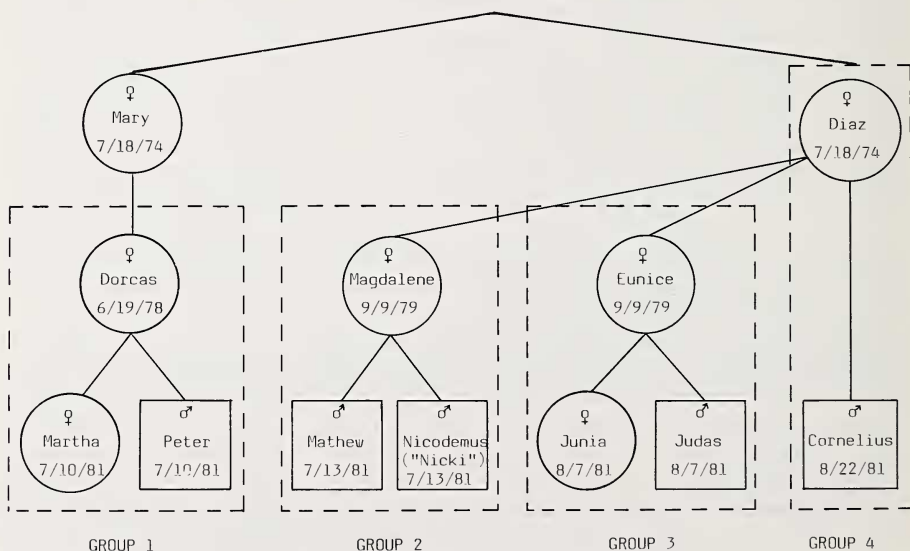 ♀
Mary
7/18/74
♀
Diaz
7/18/74
♀
Dorcas
6/19/78
♀
Magdalene
9/9/79
♀
Eunice
9/9/79
♀
Martha
7/10/81
♂
Peter
7/10/81
♂
Mathew
7/13/81
♂
Nicodemus
("Nicki")
7/13/81
♀
Junia
8/7/81
♂
Judas
8/7/81
♂
Cornelius
8/22/81
GROUP 1
GROUP 2
GROUP 3
GROUP 4